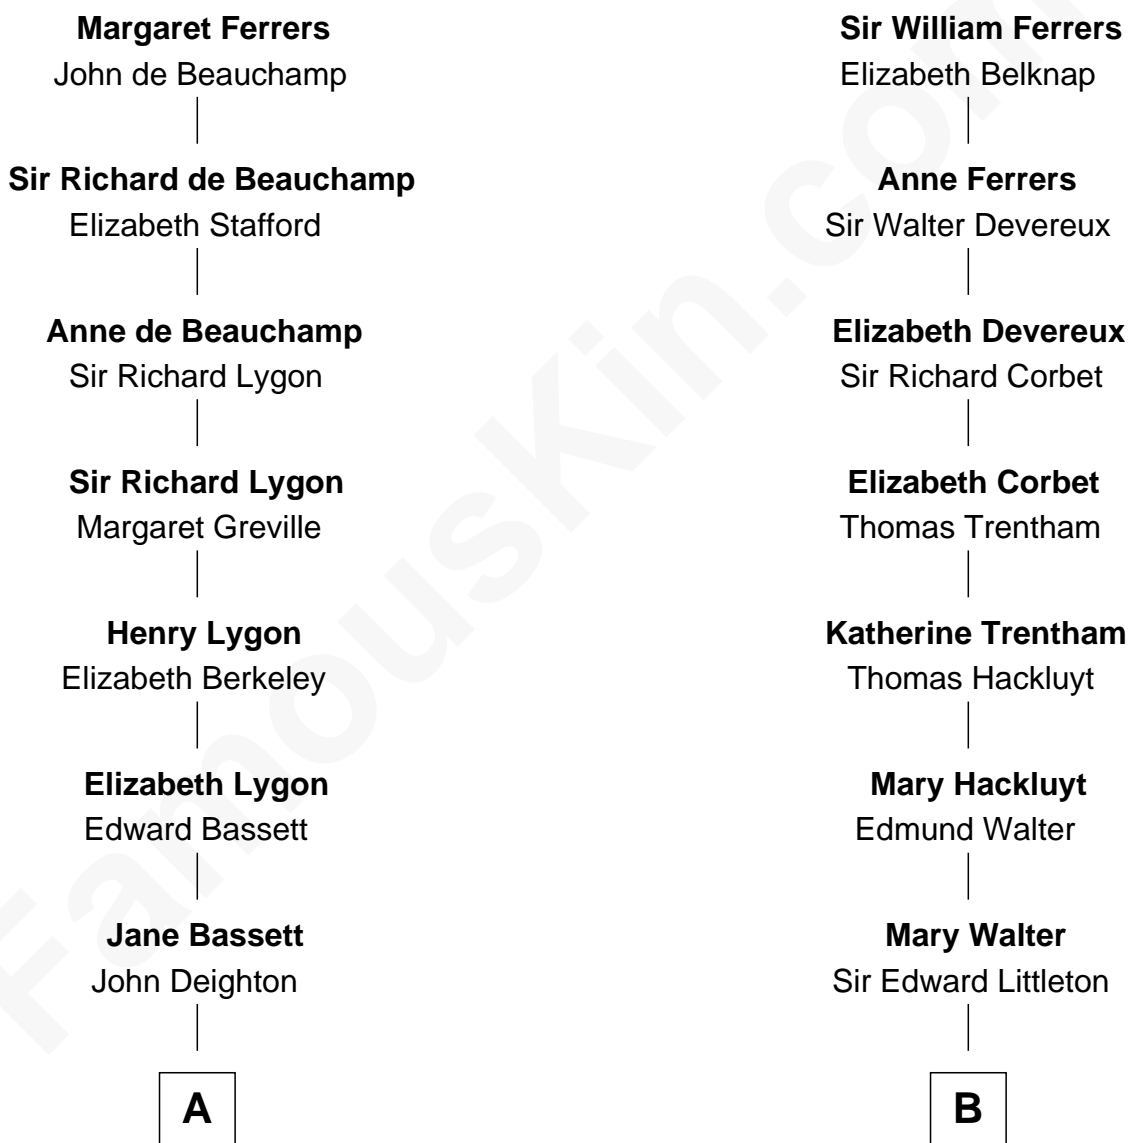 Margaret Ferrers
John de Beauchamp
Sir Richard de Beauchamp
Elizabeth Stafford
Anne de Beauchamp
Sir Richard Lygon
Sir Richard Lygon
Margaret Greville
Henry Lygon
Elizabeth Berkeley
Elizabeth Lygon
Edward Bassett
Jane Bassett
John Deighton
A
Sir William Ferrers
Elizabeth Belknap
Anne Ferrers
Sir Walter Devereux
Elizabeth Devereux
Sir Richard Corbet
Elizabeth Corbet
Thomas Trentham
Katherine Trentham
Thomas Hackluyt
Mary Hackluyt
Edmund Walter
Mary Walter
Sir Edward Littleton
B
FamousKin.com